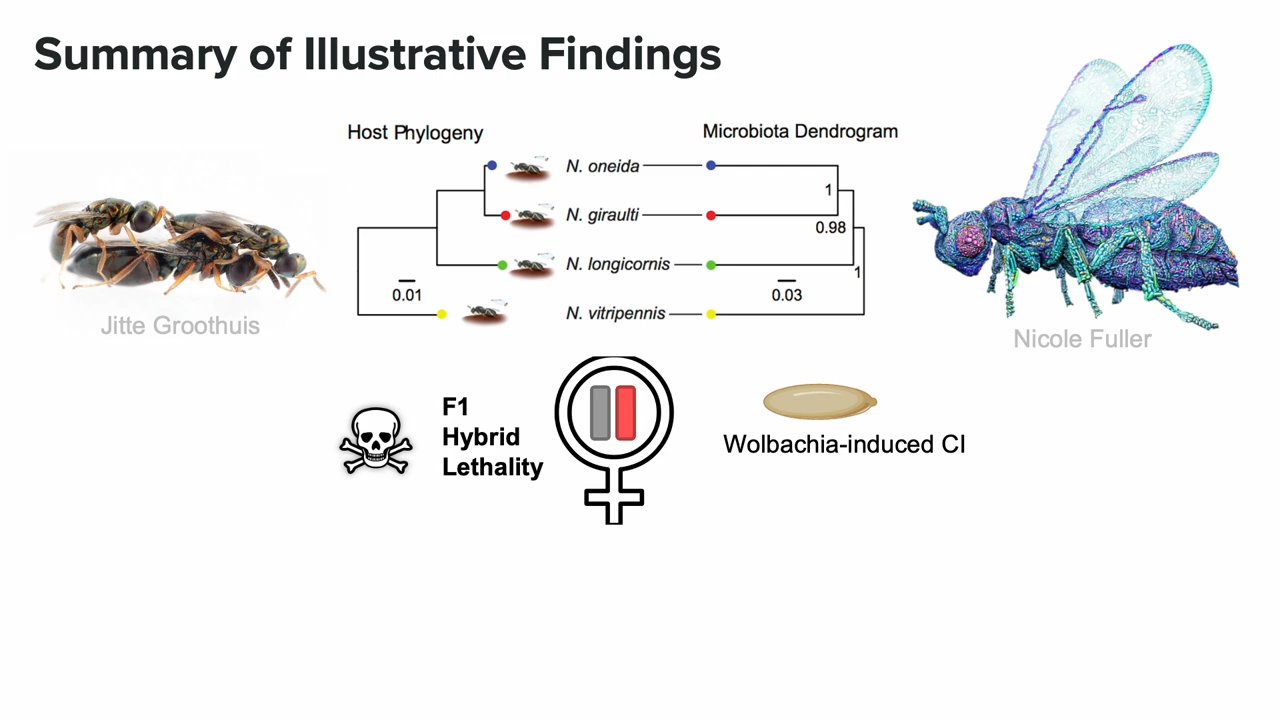 Summary of Illustrative Findings
Host Phylogeny
Microbiota Dendrogram
N. oneida
1
N. giraulti
0.98
N. longicornis
1
0.01
0.03
N. vitripennis
Jitte Groothuis
Nicole Fuller
F1
Hybrid
Lethality
Wolbachia-induced CI